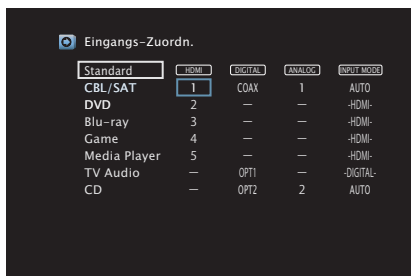 Eingangs-Zuordn.
Standard HDMI DIGITAL ANALOG INPUT MODE
CBL/SAT 1 COAX 1 AUTO
DVD 2 – – -HDMI-
Blu-ray 3 – – -HDMI-
Game 4 – – -HDMI-
Media Player 5 – – -HDMI-
TV Audio – OPT1 – -DIGITAL-
CD – OPT2 2 AUTO